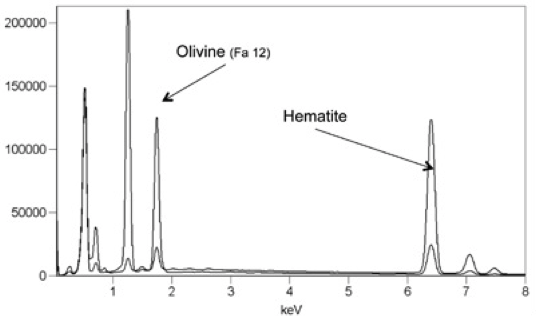 200000
Olivine (Fa 12)
150000
Hematite
100000
50000
0
1 2 3 4 5 6 7 8
keV